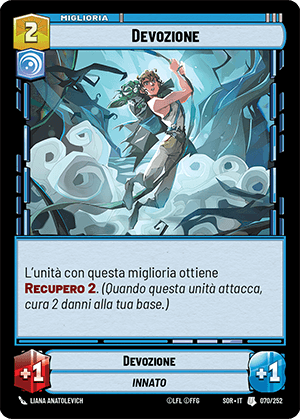 MIGLIORIA
2
DEVOZIONE
L'unità con questa miglioria ottiene
RECUPERO 2. (Quando questa unità attacca,
cura 2 danni alla tua base.)
+1
DEVOZIONE
INNATO
+1
LIANA ANATOLEVICH
©LFL ©FFG
SOR • IT
070/252